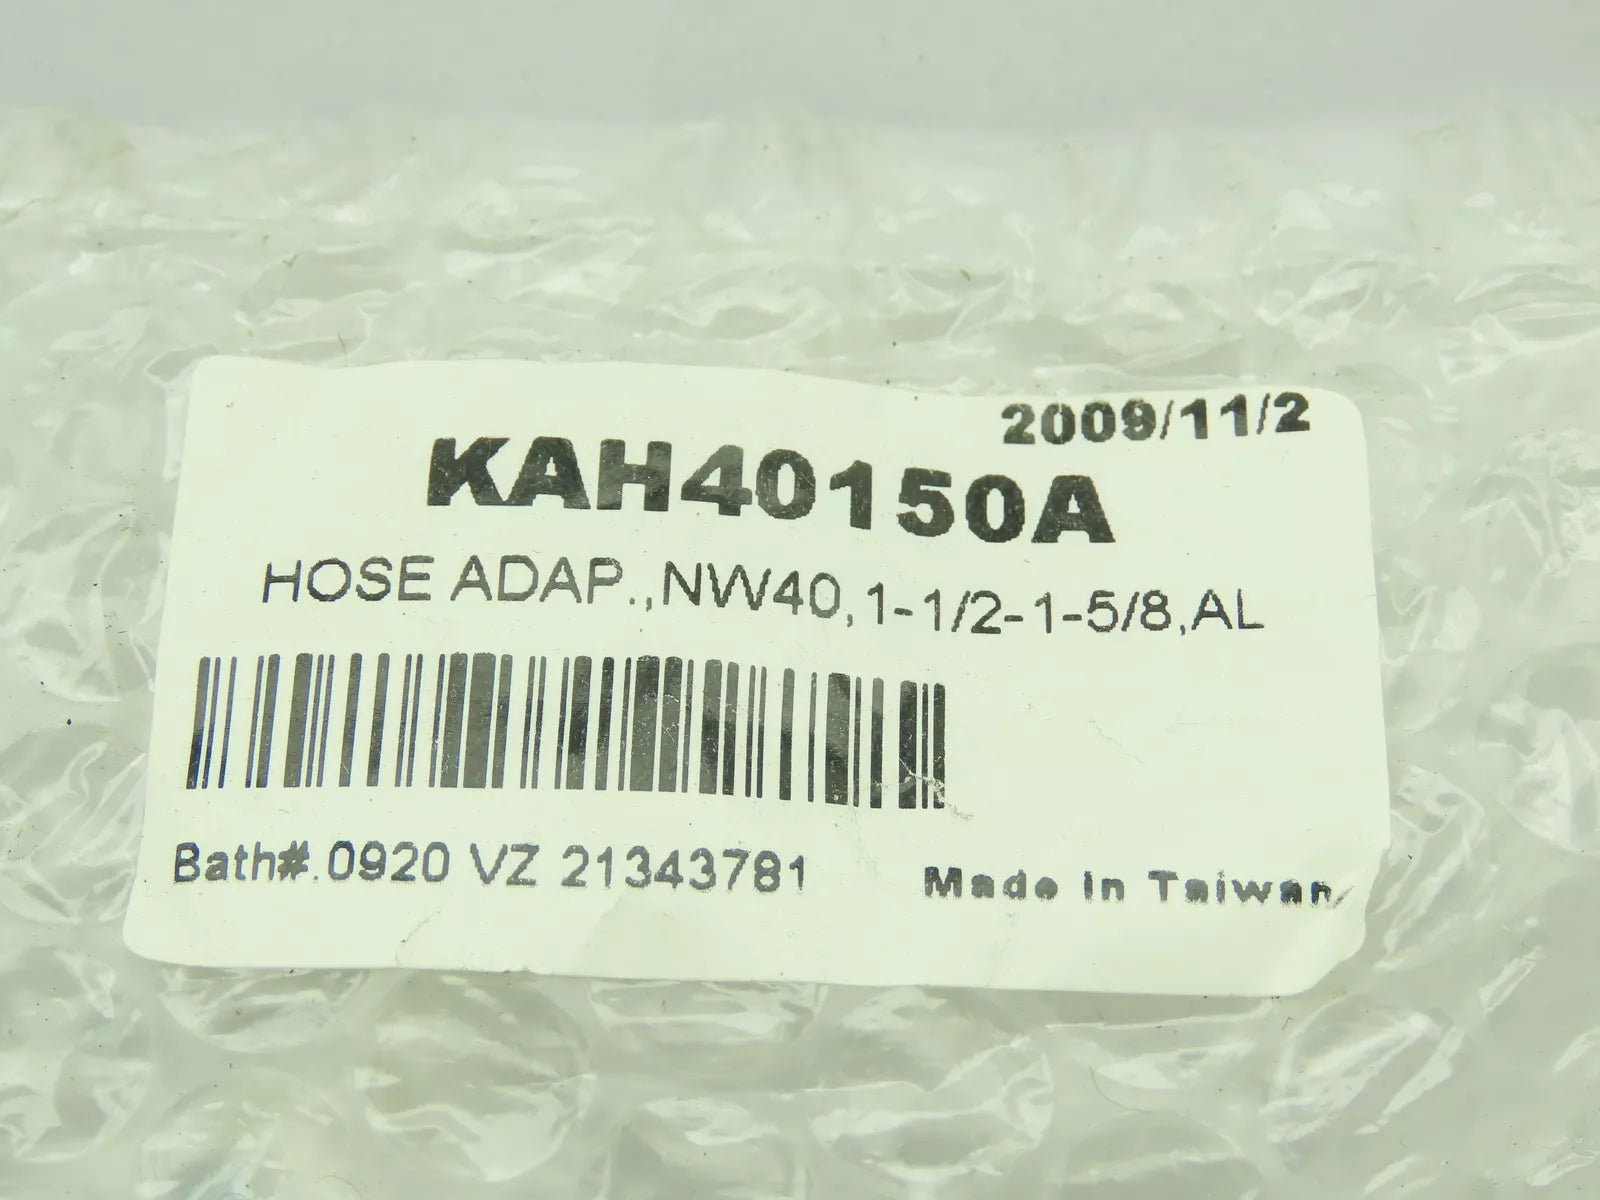 2009/11/2
KAH40150A
HOSE ADAP.,NW40,1-1/2-1-5/8,AL
Bath#.0920 VZ 21343781
Made in Taiwan